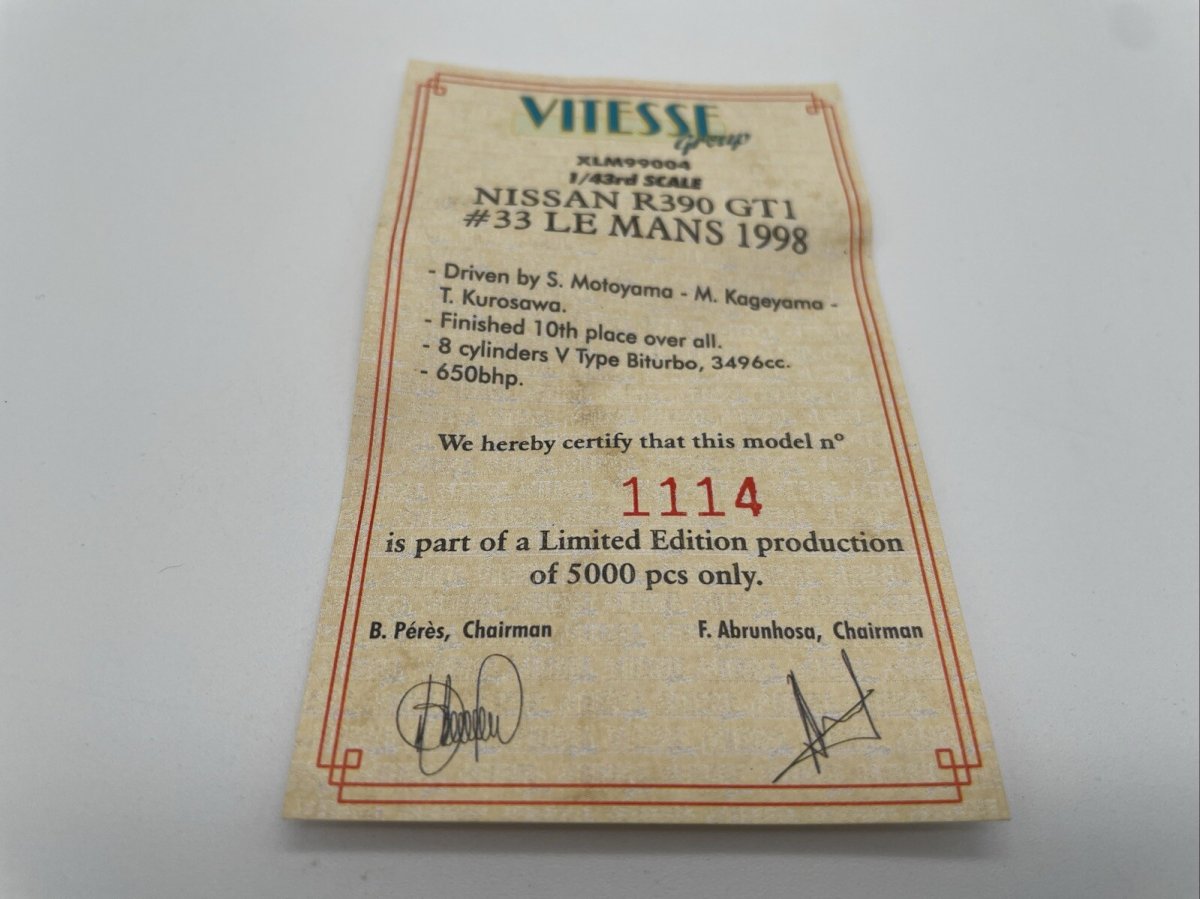 VITESSE
group
XLM99004
1/43rd SCALE
NISSAN R390 GT1
#33 LE MANS 1998
- Driven by S. Motoyama - M. Kageyama -
T. Kurosawa.
- Finished 10th place over all.
- 8 cylinders V Type Biturbo, 3496cc.
- 650bhp.
We hereby certify that this model nº
1114
is part of a Limited Edition production
of 5000 pcs only.
B. Pérès, Chairman F. Abrunhosa, Chairman